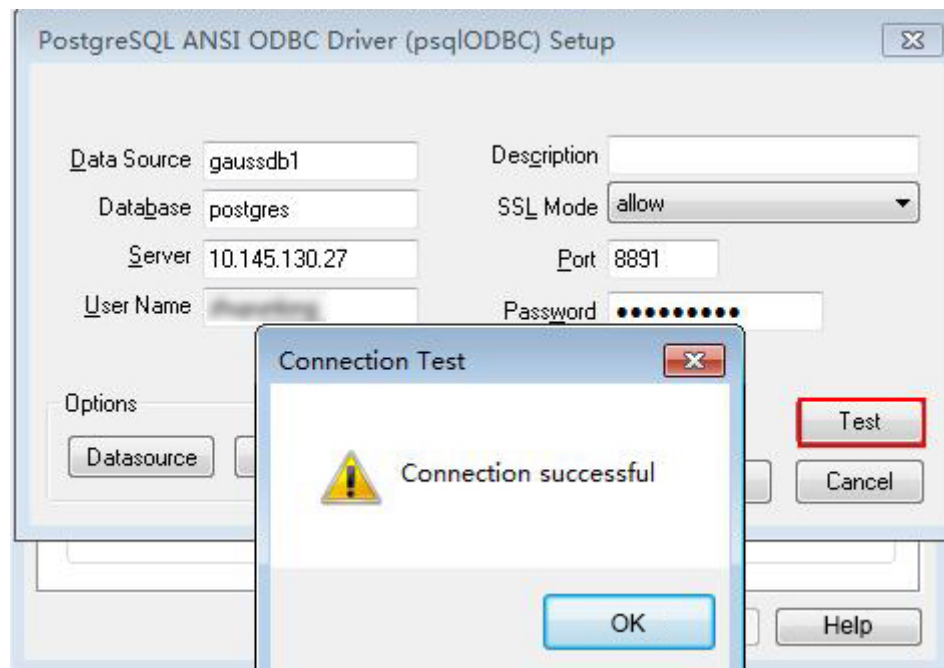 PostgreSQL ANSI ODBC Driver (psqlODBC) Setup
Data Source gaussdb1 Description
Database postgres SSL Mode allow
Server 10.145.130.27 Port 8891
User Name Password •••••••••
Connection Test
Options
Test
Datasource
Connection successful
Cancel
OK
Help